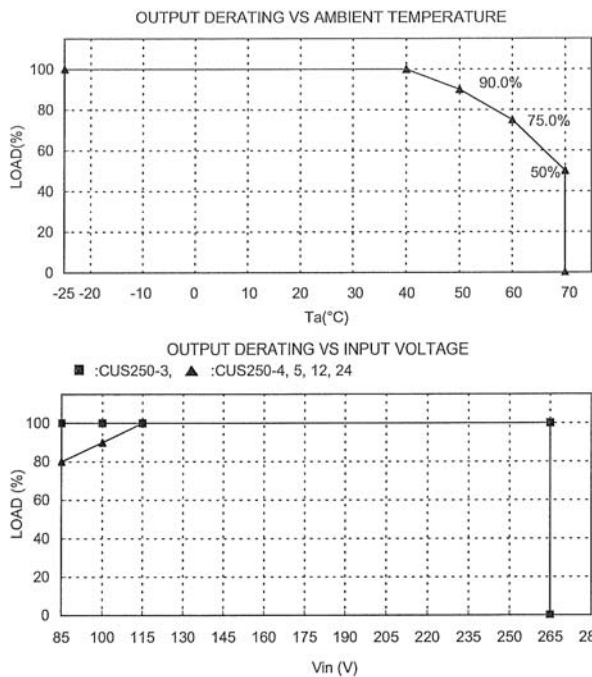 OUTPUT DERATING VS AMBIENT TEMPERATURE
LOAD(%)
100
80
60
40
20
0
90.0%
75.0%
50%
-25 -20 -10 0 10 20 30 40 50 60 70
Ta(°C)
OUTPUT DERATING VS INPUT VOLTAGE
:CUS250-3, :CUS250-4, 5, 12, 24
LOAD (%)
100
80
60
40
20
0
85 100 115 130 145 160 175 190 205 220 235 250 265 28
Vin (V)